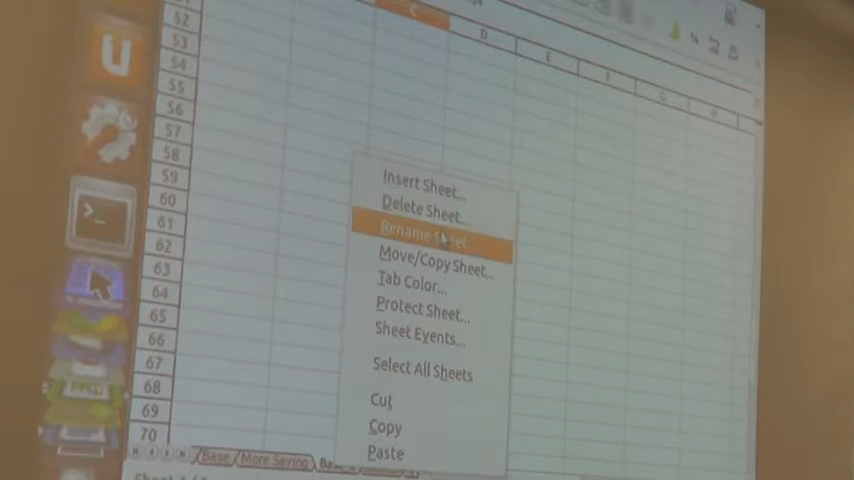 C
D
E
F
G
H
52
53
54
55
56
57
58
59
60
61
62
63
64
65
66
67
68
69
70
Insert Sheet...
Delete Sheet...
Rename Sheet...
Move/Copy Sheet...
Tab Color...
Protect Sheet...
Sheet Events...
Select All Sheets
Cut
Copy
Paste
Base
More Saving